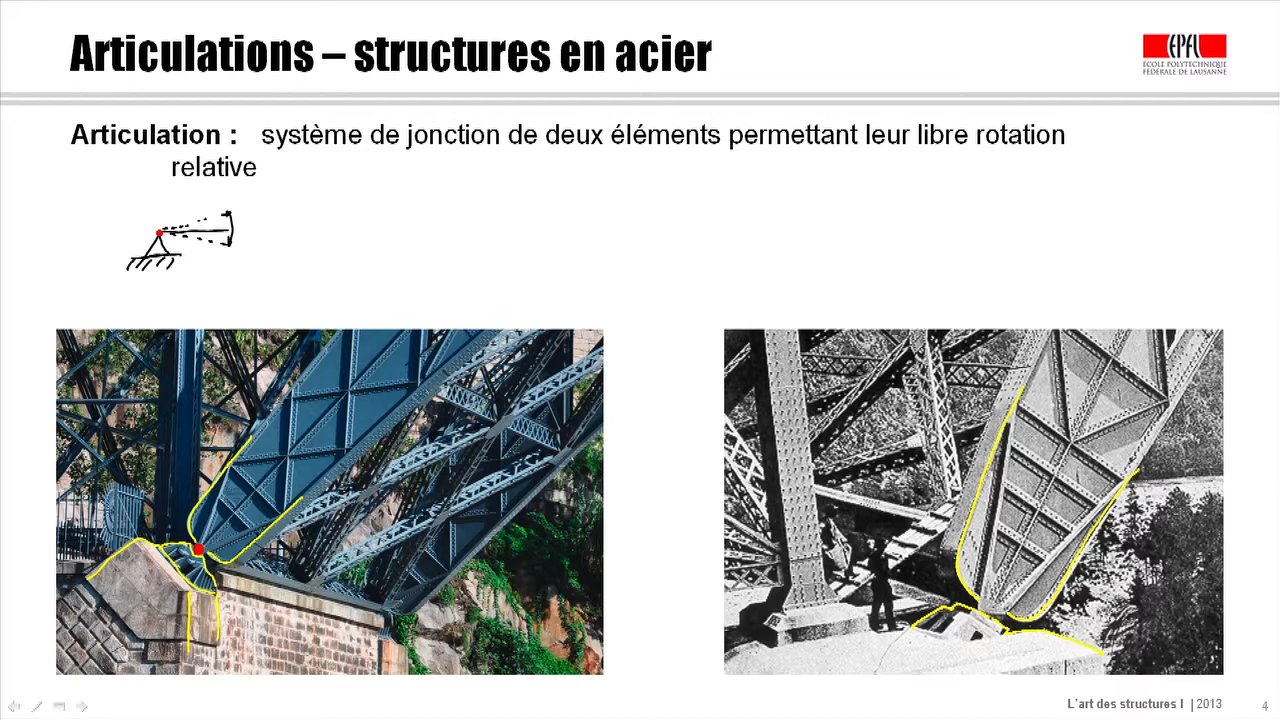 Articulations – structures en acier
EPFL
ÉCOLE POLYTECHNIQUE
FÉDÉRALE DE LAUSANNE
Articulation : système de jonction de deux éléments permettant leur libre rotation
relative
L'art des structures I | 2013
4